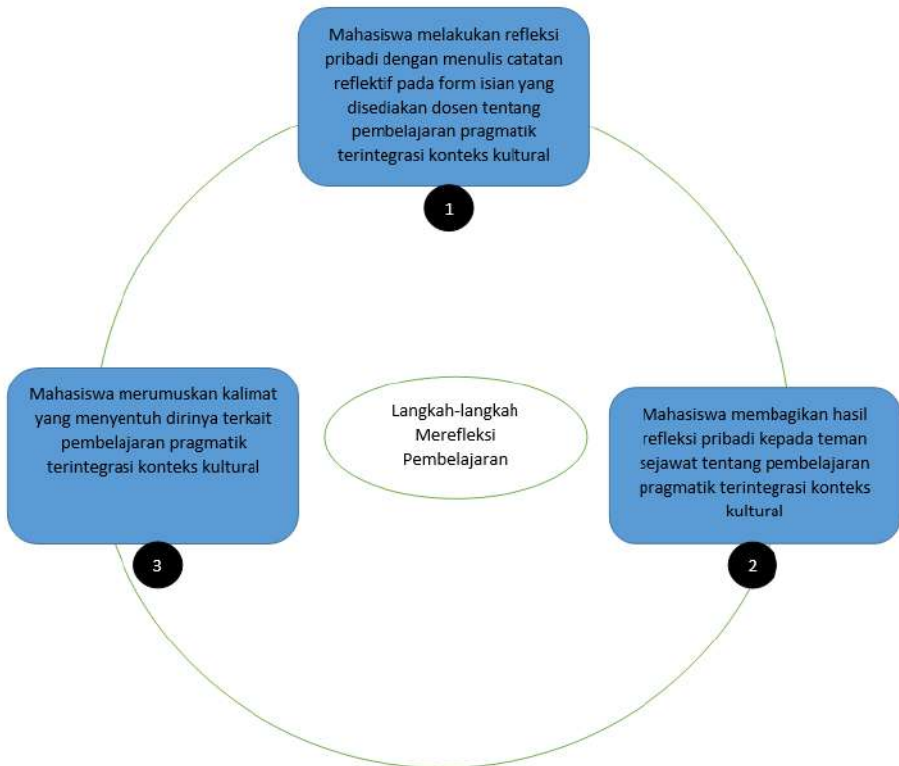 Mahasiswa melakukan refleksi
pribadi dengan menulis catatan
reflektif pada form isian yang
disediakan dosen tentang
pembelajaran pragmatik
terintegrasi konteks kultural
1
Mahasiswa merumuskan kalimat
yang menyentuh dirinya terkait
pembelajaran pragmatik
terintegrasi konteks kultural
3
Langkah-langkah
Merefleksi
Pembelajaran
Mahasiswa membagikan hasil
refleksi pribadi kepada teman
sejawat tentang pembelajaran
pragmatik terintegrasi konteks
kultural
2